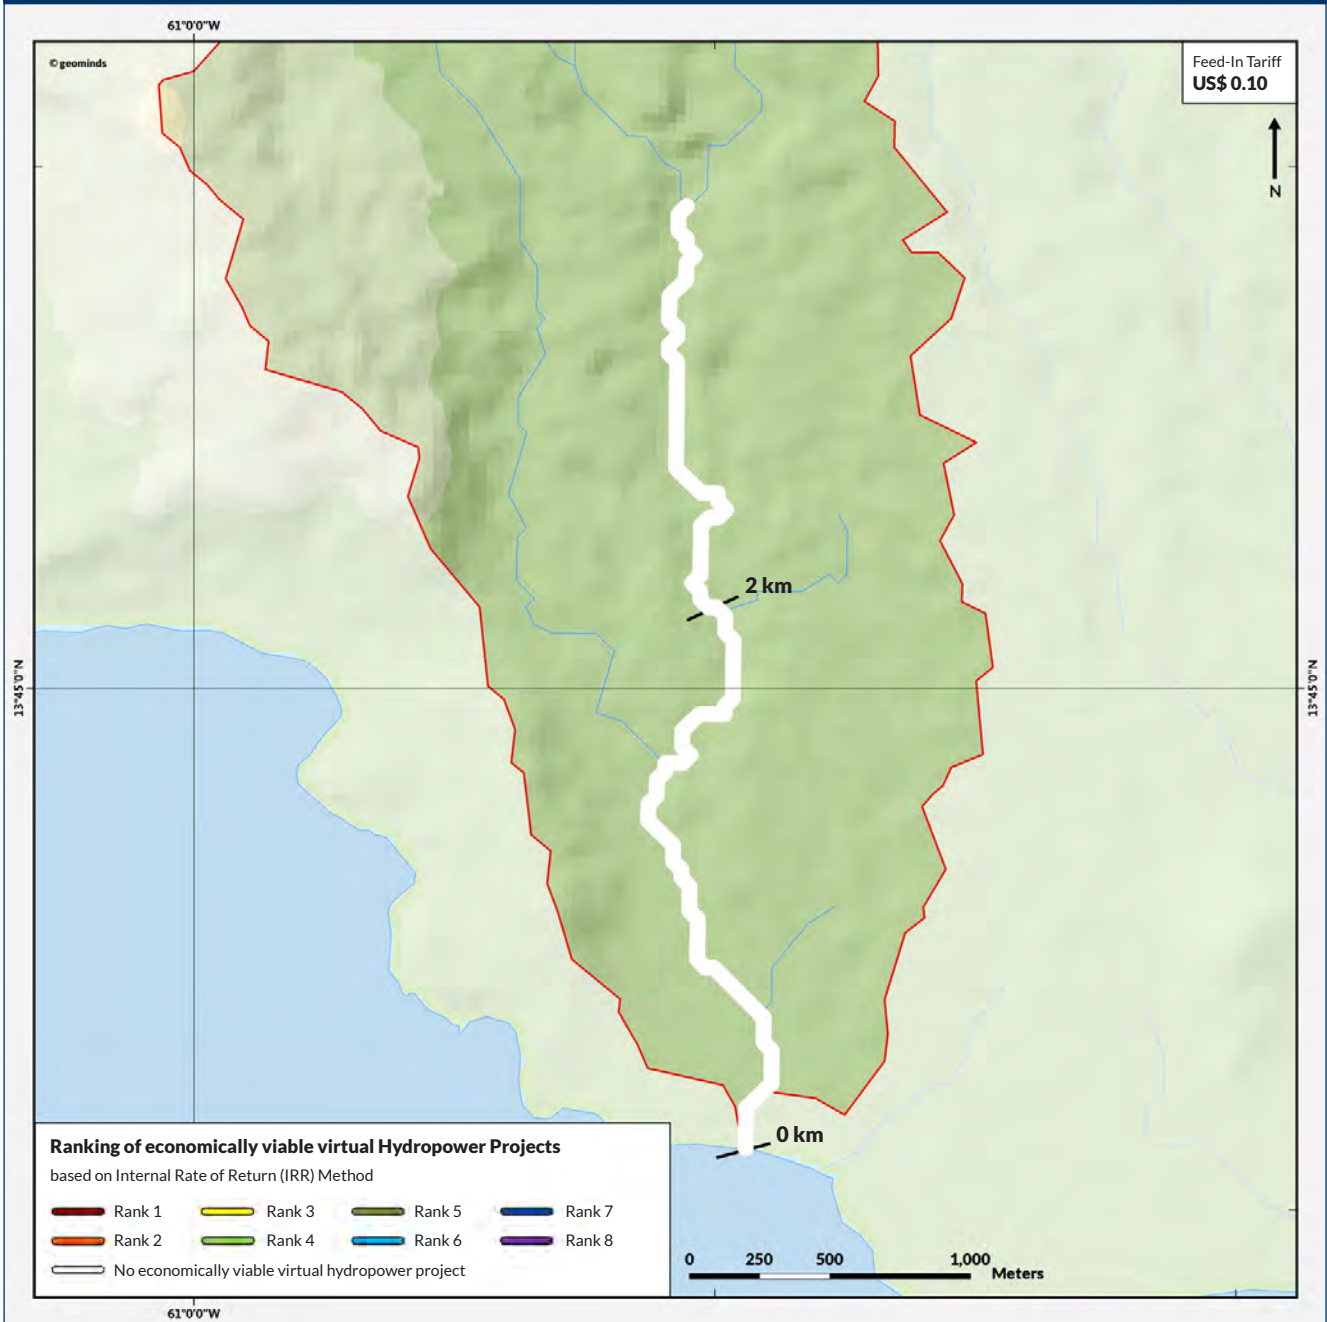 61°0'0"W
© geominds
Feed-In Tariff
US$ 0.10
N
2 km
13°45'0"N
13°45'0"N
0 km
Ranking of economically viable virtual Hydropower Projects
based on Internal Rate of Return (IRR) Method
Rank 1 Rank 3 Rank 5 Rank 7
Rank 2 Rank 4 Rank 6 Rank 8
No economically viable virtual hydropower project
0 250 500 1,000
Meters
61°0'0"W